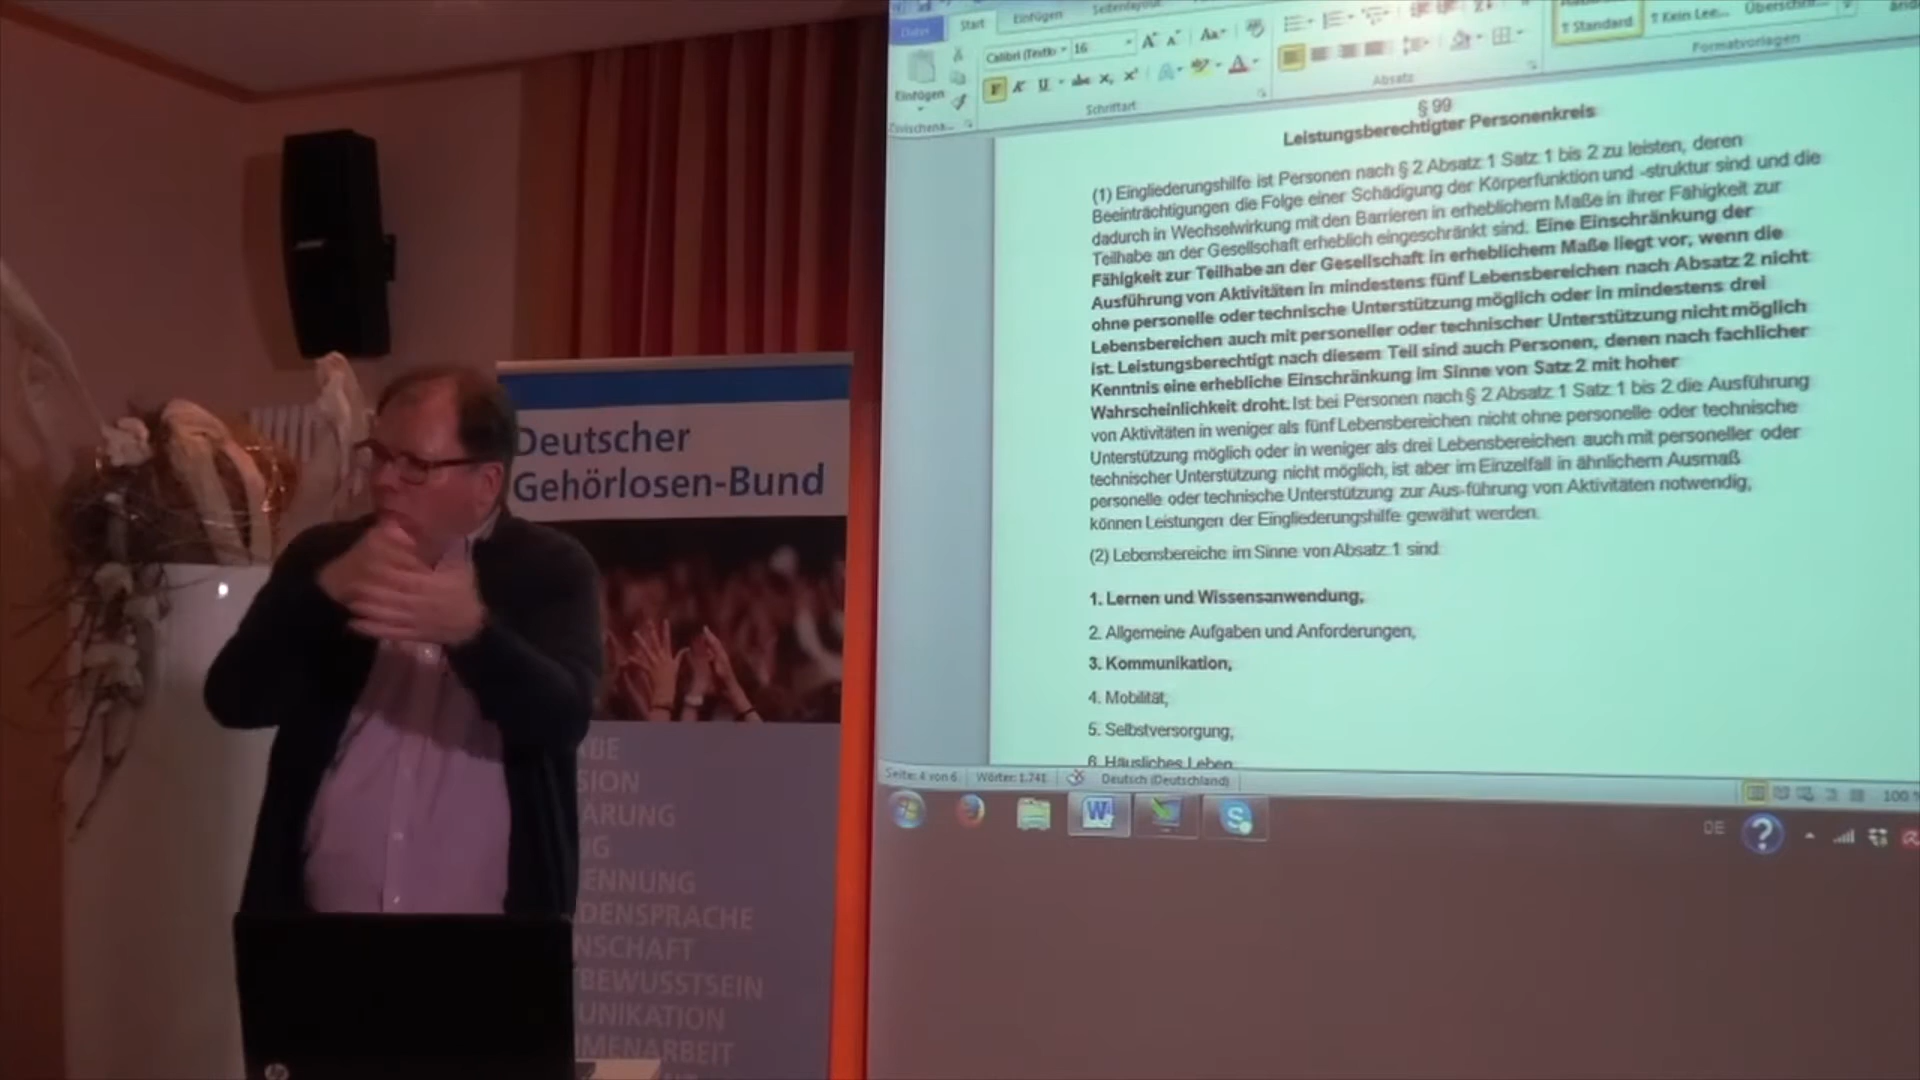 Datei Start Einfügen Seitenlayout
Calibri (Textk 16
Einfügen
Schriftart
Absatz
Standard Kein Lee... Überschri...
Formatvorlagen
§ 99
Leistungsberechtigter Personenkreis
(1) Eingliederungshilfe ist Personen nach § 2 Absatz 1 Satz 1 bis 2 zu leisten, deren
Beeinträchtigungen die Folge einer Schädigung der Körperfunktion und -struktur sind und die
dadurch in Wechselwirkung mit den Barrieren in erheblichem Maße in ihrer Fähigkeit zur
Teilhabe an der Gesellschaft erheblich eingeschränkt sind. Eine Einschränkung der
Fähigkeit zur Teilhabe an der Gesellschaft in erheblichem Maße liegt vor, wenn die
Ausführung von Aktivitäten in mindestens fünf Lebensbereichen nach Absatz 2 nicht
ohne personelle oder technische Unterstützung möglich oder in mindestens drei
Lebensbereichen auch mit personeller oder technischer Unterstützung nicht möglich
ist. Leistungsberechtigt nach diesem Teil sind auch Personen, denen nach fachlicher
Kenntnis eine erhebliche Einschränkung im Sinne von Satz 2 mit hoher
Wahrscheinlichkeit droht. Ist bei Personen nach § 2 Absatz 1 Satz 1 bis 2 die Ausführung
von Aktivitäten in weniger als fünf Lebensbereichen nicht ohne personelle oder technische
Unterstützung möglich oder in weniger als drei Lebensbereichen auch mit personeller oder
technischer Unterstützung nicht möglich, ist aber im Einzelfall in ähnlichem Ausmaß
personelle oder technische Unterstützung zur Aus-führung von Aktivitäten notwendig,
können Leistungen der Eingliederungshilfe gewährt werden.
(2) Lebensbereiche im Sinne von Absatz 1 sind
1. Lernen und Wissensanwendung,
2. Allgemeine Aufgaben und Anforderungen,
3. Kommunikation,
4. Mobilität,
5. Selbstversorgung,
6. Häusliches Leben
Seite: 4 von 6 Wörter: 1.741 Deutsch (Deutschland) 100 %
DE
Deutscher
Gehörlosen-Bund
ABE
SION
ARUNG
NG
ENNUNG
DENSPRACHE
NSCHAFT
TBEWUSSTSEIN
UNIKATION
MMENARBEIT
hp